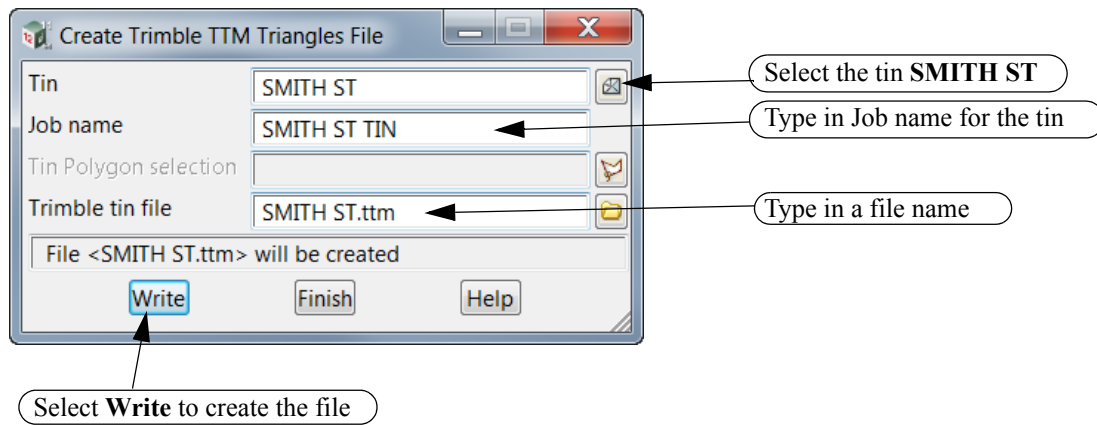 Create Trimble TTM Triangles File
Tin
SMITH ST
Select the tin SMITH ST
Job name
SMITH ST TIN
Type in Job name for the tin
Tin Polygon selection
Trimble tin file
SMITH ST.ttm
Type in a file name
File <SMITH ST.ttm> will be created
Write
Finish
Help
Select Write to create the file